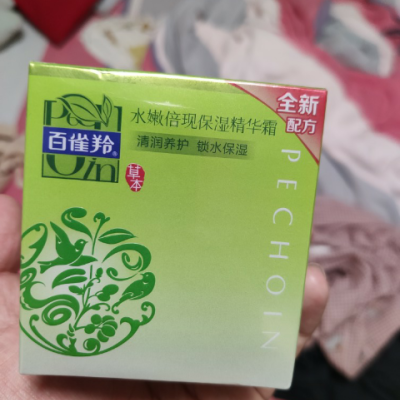 Pechoin
百雀羚®
草本
水嫩倍现保湿精华霜
清润养护 锁水保湿
全新
配方
PECHOIN